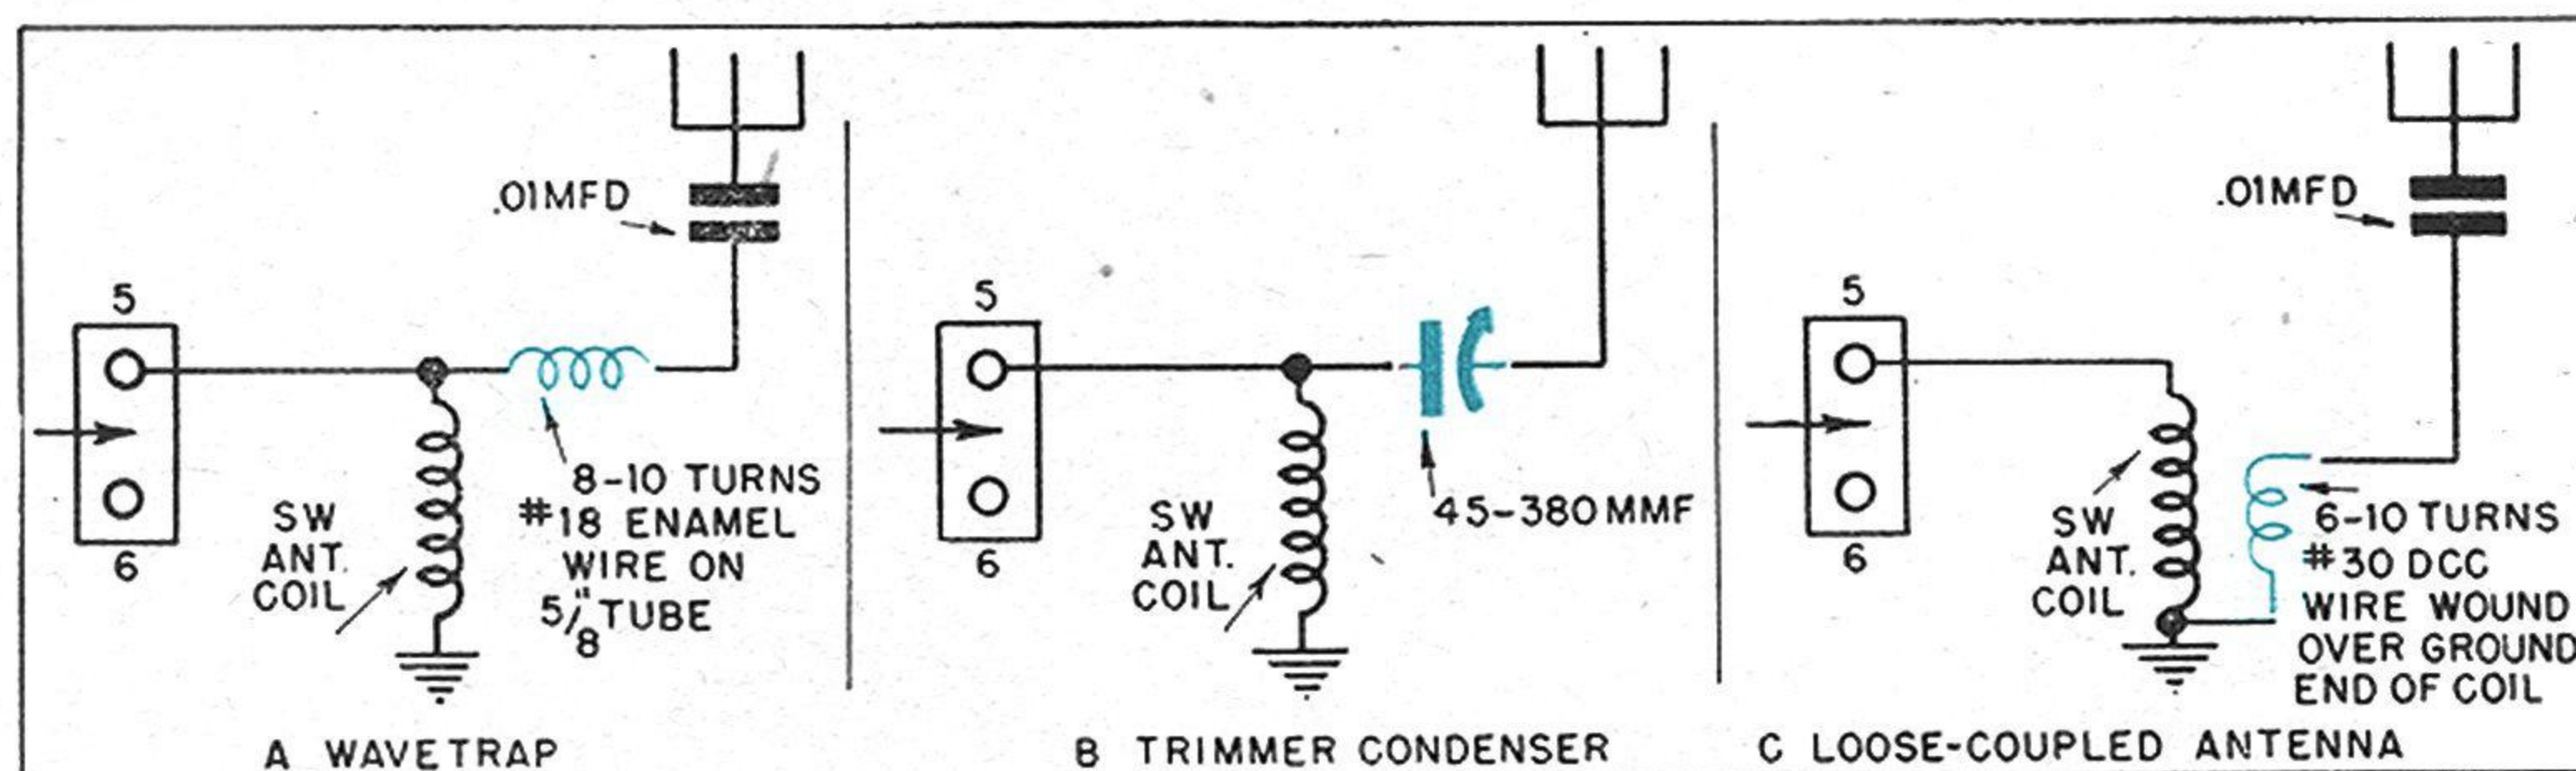 .01MFD
5
6
SW
ANT.
COIL
8-10 TURNS
#18 ENAMEL
WIRE ON
5/8" TUBE
A WAVETRAP
5
6
SW
ANT.
COIL
45-380MMF
B TRIMMER CONDENSER
.01MFD
5
6
SW
ANT.
COIL
6-10 TURNS
#30 DCC
WIRE WOUND
OVER GROUND
END OF COIL
C LOOSE-COUPLED ANTENNA